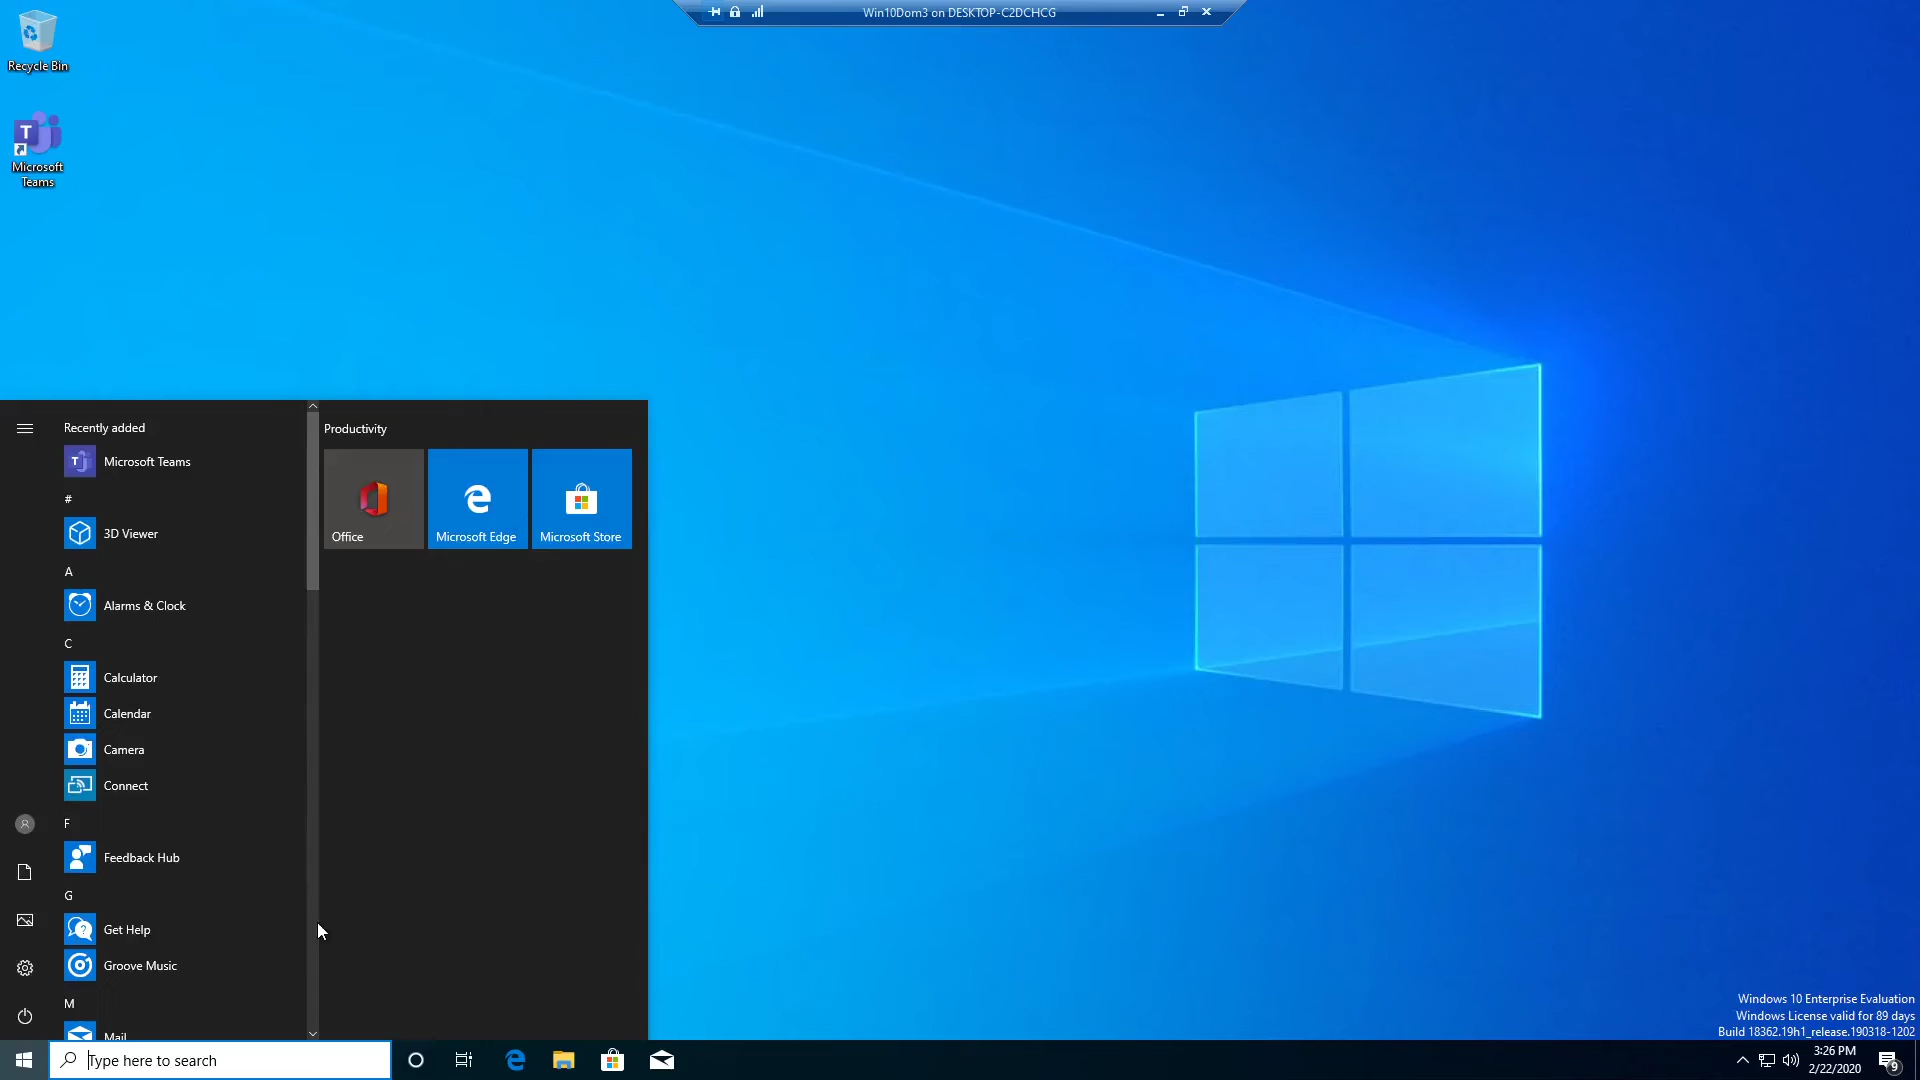 Win10Dom3 on DESKTOP-C2DCHCG
Recycle Bin
Microsoft
Teams
Recently added
Microsoft Teams
#
3D Viewer
A
Alarms & Clock
C
Calculator
Calendar
Camera
Connect
F
Feedback Hub
G
Get Help
Groove Music
M
Mail
Productivity
Office
Microsoft Edge
Microsoft Store
Windows 10 Enterprise Evaluation
Windows License valid for 89 days
Build 18362.19h1_release.190318-1202
Type here to search
3:26 PM
2/22/2020
9